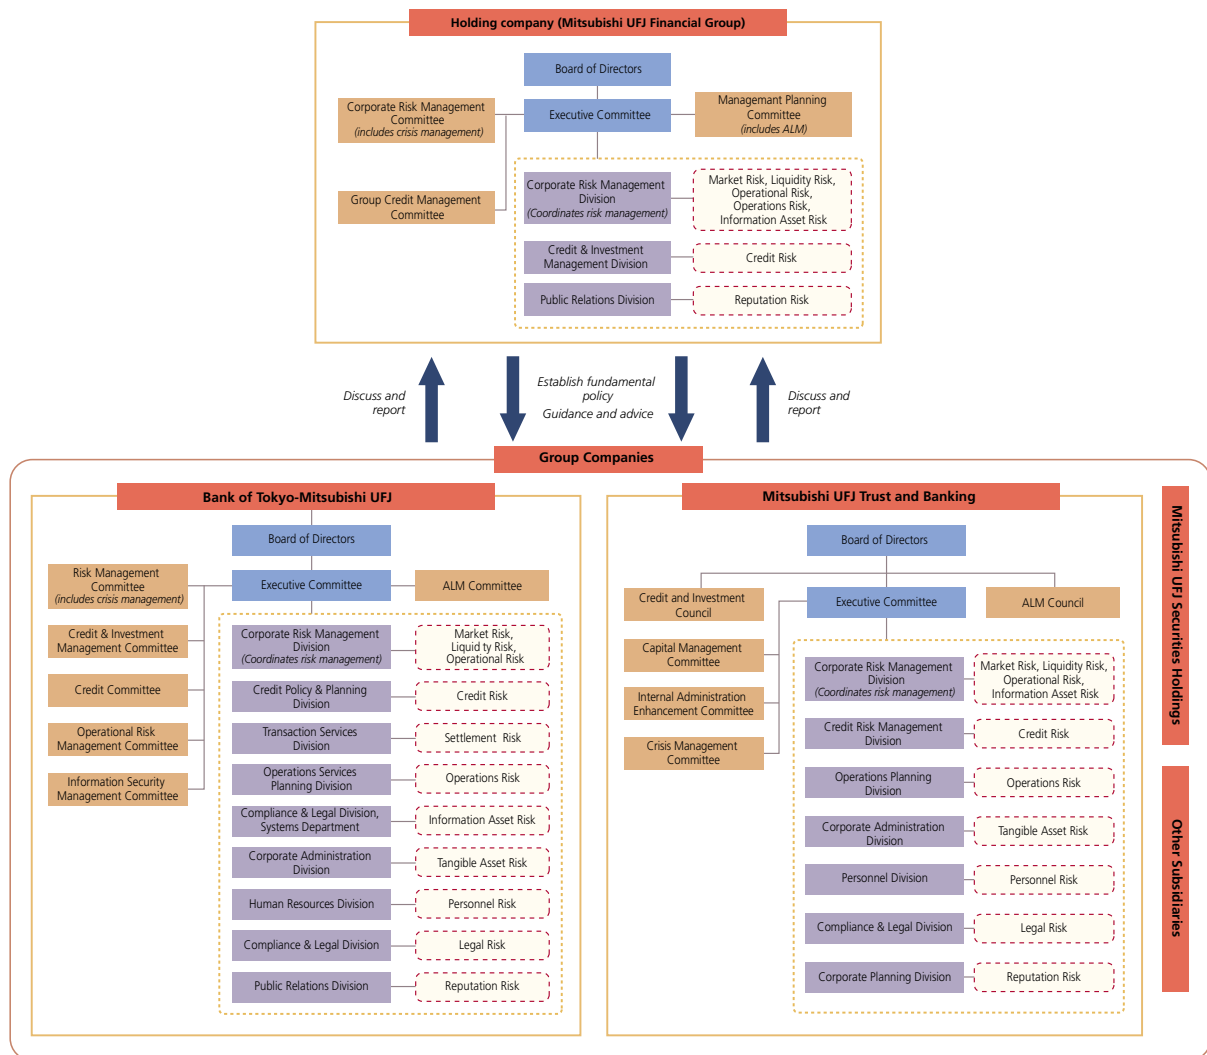 Holding company (Mitsubishi UFJ Financial Group)
Board of Directors
Corporate Risk Management
Committee
(includes crisis management)
Executive Committee
Managemant Planning
Committee
(includes ALM)
Group Credit Management
Committee
Corporate Risk Management
Division
(Coordinates risk management)
Market Risk, Liquidity Risk,
Operational Risk,
Operations Risk,
Information Asset Risk
Credit & Investment
Management Division
Credit Risk
Public Relations Division
Reputation Risk
Discuss and
report
Establish fundamental
policy
Guidance and advice
Discuss and
report
Group Companies
Bank of Tokyo-Mitsubishi UFJ
Board of Directors
Risk Management
Committee
(includes crisis management)
Executive Committee
ALM Committee
Credit & Investment
Management Committee
Credit Committee
Operational Risk
Management Committee
Information Security
Management Committee
Corporate Risk Management
Division
(Coordinates risk management)
Market Risk,
Liquid ty Risk,
Operational Risk
Credit Policy & Planning
Division
Credit Risk
Transaction Services
Division
Settlement Risk
Operations Services
Planning Division
Operations Risk
Compliance & Legal Division,
Systems Department
Information Asset Risk
Corporate Administration
Division
Tangible Asset Risk
Human Resources Division
Personnel Risk
Compliance & Legal Division
Legal Risk
Public Relations Division
Reputation Risk
Mitsubishi UFJ Trust and Banking
Board of Directors
Credit and Investment
Council
Executive Committee
ALM Council
Capital Management
Committee
Internal Administration
Enhancement Committee
Crisis Management
Committee
Corporate Risk Management
Division
(Coordinates risk management)
Market Risk, Liquidity Risk,
Operational Risk,
Information Asset Risk
Credit Risk Management
Division
Credit Risk
Operations Planning
Division
Operations Risk
Corporate Administration
Division
Tangible Asset Risk
Personnel Division
Personnel Risk
Compliance & Legal Division
Legal Risk
Corporate Planning Division
Reputation Risk
Mitsubishi UFJ Securities Holdings
Other Subsidiaries